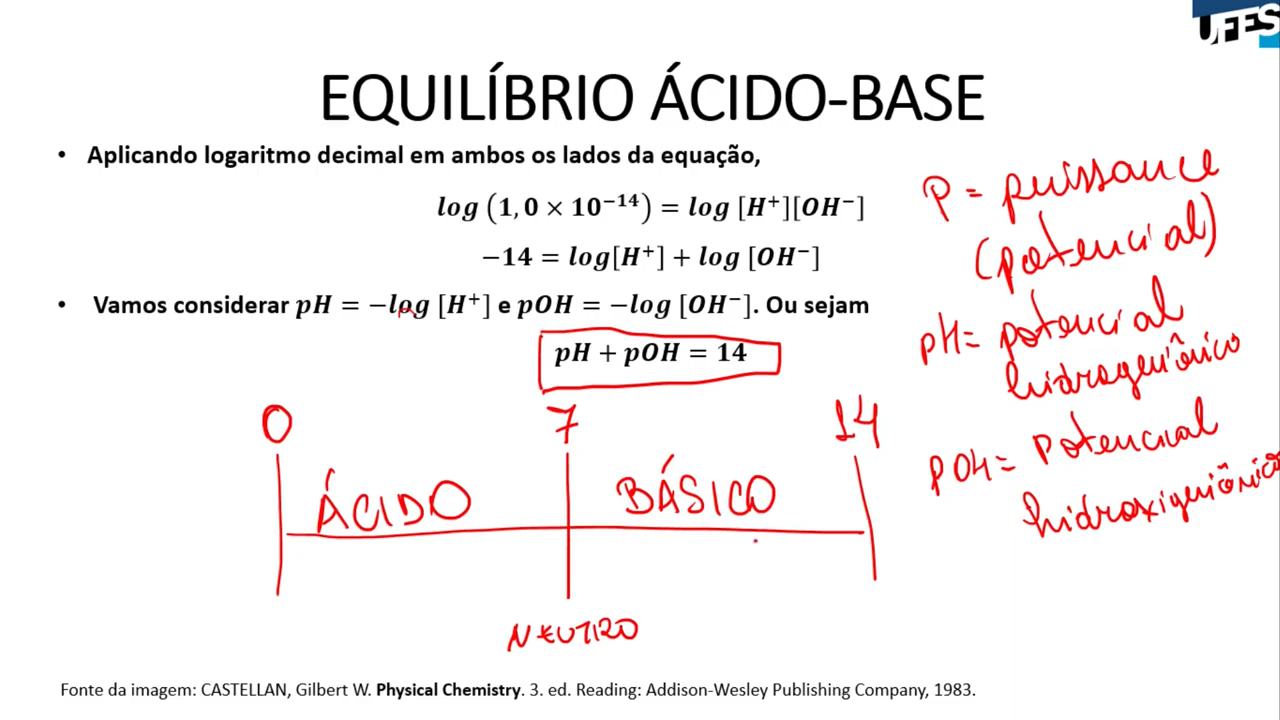 UFES
EQUILÍBRIO ÁCIDO-BASE
• Aplicando logaritmo decimal em ambos os lados da equação,
log (1,0 × 10⁻¹⁴) = log [H⁺][OH⁻]
−14 = log[H⁺] + log [OH⁻]
• Vamos considerar pH = −log [H⁺] e pOH = −log [OH⁻]. Ou sejam
pH + pOH = 14
P = puissance
(potencial)
pH = potencial
hidrogeniônico
pOH = Potencial
hidroxigeniônico
0 7 14
ÁCIDO BÁSICO
NEUTRO
Fonte da imagem: CASTELLAN, Gilbert W. Physical Chemistry. 3. ed. Reading: Addison-Wesley Publishing Company, 1983.